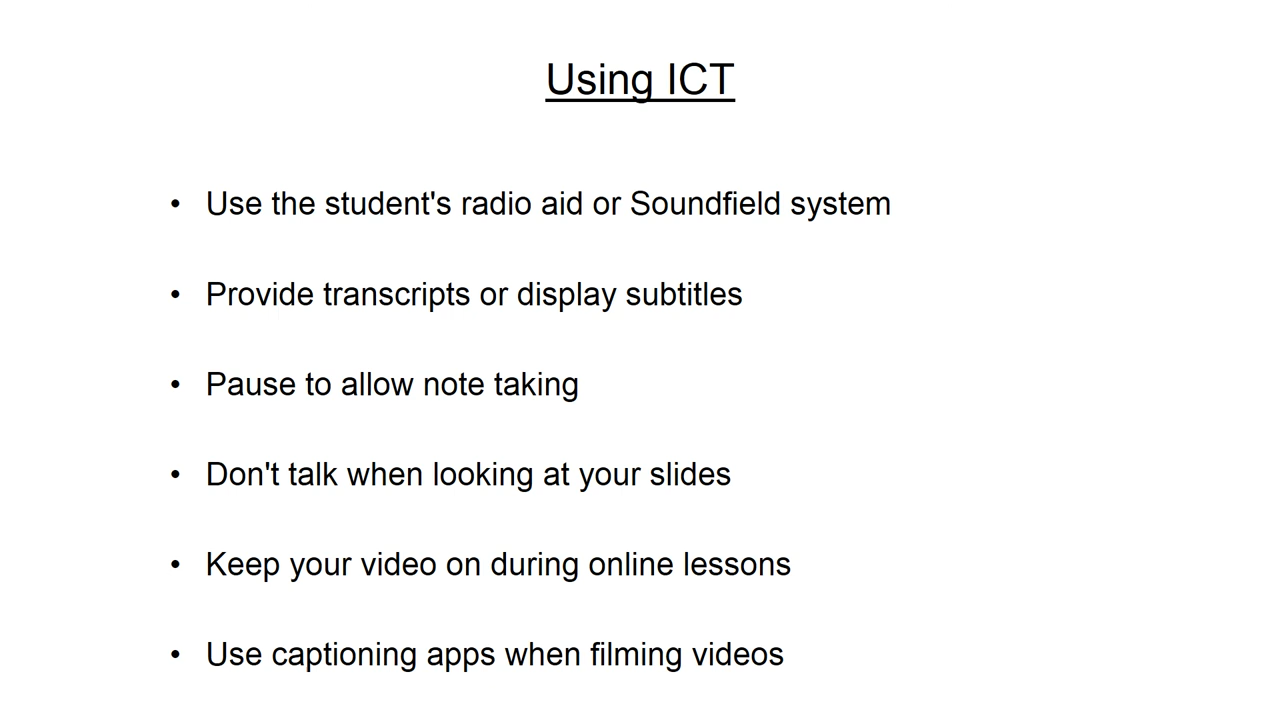 Using ICT
• Use the student's radio aid or Soundfield system
• Provide transcripts or display subtitles
• Pause to allow note taking
• Don't talk when looking at your slides
• Keep your video on during online lessons
• Use captioning apps when filming videos